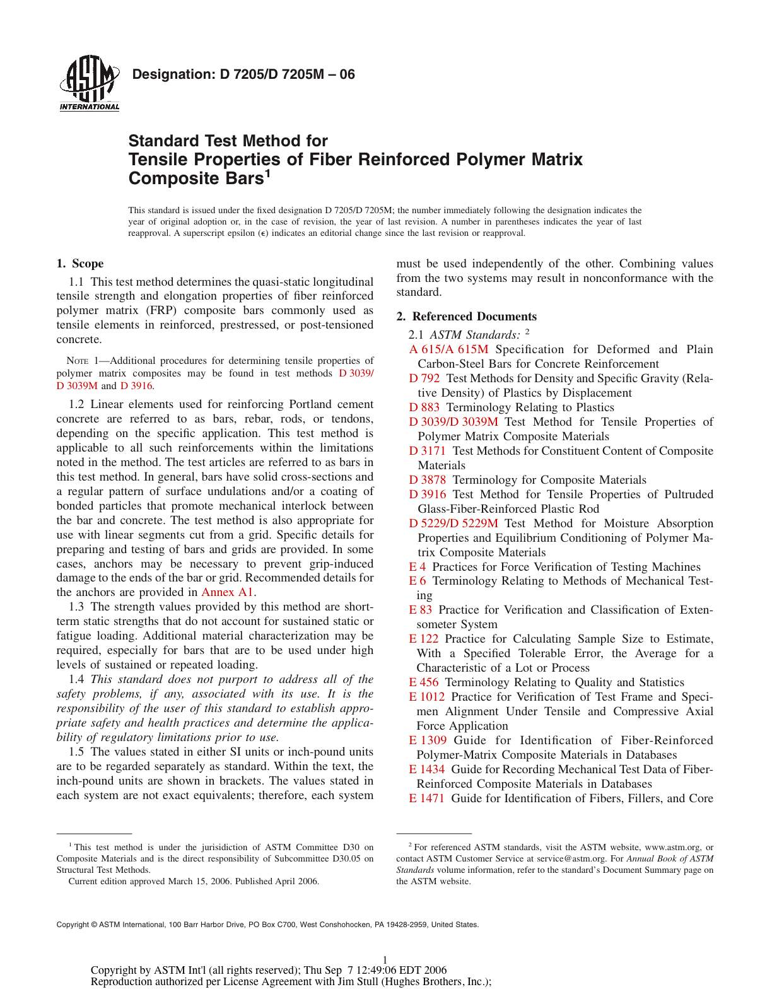 ASTM
INTERNATIONAL
Designation: D 7205/D 7205M – 06
Standard Test Method for
Tensile Properties of Fiber Reinforced Polymer Matrix
Composite Bars1
This standard is issued under the fixed designation D 7205/D 7205M; the number immediately following the designation indicates the
year of original adoption or, in the case of revision, the year of last revision. A number in parentheses indicates the year of last
reapproval. A superscript epsilon (ϵ) indicates an editorial change since the last revision or reapproval.
1. Scope
1.1 This test method determines the quasi-static longitudinal
tensile strength and elongation properties of fiber reinforced
polymer matrix (FRP) composite bars commonly used as
tensile elements in reinforced, prestressed, or post-tensioned
concrete.
NOTE 1—Additional procedures for determining tensile properties of
polymer matrix composites may be found in test methods D 3039/
D 3039M and D 3916.
1.2 Linear elements used for reinforcing Portland cement
concrete are referred to as bars, rebar, rods, or tendons,
depending on the specific application. This test method is
applicable to all such reinforcements within the limitations
noted in the method. The test articles are referred to as bars in
this test method. In general, bars have solid cross-sections and
a regular pattern of surface undulations and/or a coating of
bonded particles that promote mechanical interlock between
the bar and concrete. The test method is also appropriate for
use with linear segments cut from a grid. Specific details for
preparing and testing of bars and grids are provided. In some
cases, anchors may be necessary to prevent grip-induced
damage to the ends of the bar or grid. Recommended details for
the anchors are provided in Annex A1.
1.3 The strength values provided by this method are short-
term static strengths that do not account for sustained static or
fatigue loading. Additional material characterization may be
required, especially for bars that are to be used under high
levels of sustained or repeated loading.
1.4 This standard does not purport to address all of the
safety problems, if any, associated with its use. It is the
responsibility of the user of this standard to establish appro-
priate safety and health practices and determine the applica-
bility of regulatory limitations prior to use.
1.5 The values stated in either SI units or inch-pound units
are to be regarded separately as standard. Within the text, the
inch-pound units are shown in brackets. The values stated in
each system are not exact equivalents; therefore, each system
must be used independently of the other. Combining values
from the two systems may result in nonconformance with the
standard.
2. Referenced Documents
2.1 ASTM Standards: 2
A 615/A 615M Specification for Deformed and Plain
Carbon-Steel Bars for Concrete Reinforcement
D 792 Test Methods for Density and Specific Gravity (Rela-
tive Density) of Plastics by Displacement
D 883 Terminology Relating to Plastics
D 3039/D 3039M Test Method for Tensile Properties of
Polymer Matrix Composite Materials
D 3171 Test Methods for Constituent Content of Composite
Materials
D 3878 Terminology for Composite Materials
D 3916 Test Method for Tensile Properties of Pultruded
Glass-Fiber-Reinforced Plastic Rod
D 5229/D 5229M Test Method for Moisture Absorption
Properties and Equilibrium Conditioning of Polymer Ma-
trix Composite Materials
E 4 Practices for Force Verification of Testing Machines
E 6 Terminology Relating to Methods of Mechanical Test-
ing
E 83 Practice for Verification and Classification of Exten-
someter System
E 122 Practice for Calculating Sample Size to Estimate,
With a Specified Tolerable Error, the Average for a
Characteristic of a Lot or Process
E 456 Terminology Relating to Quality and Statistics
E 1012 Practice for Verification of Test Frame and Speci-
men Alignment Under Tensile and Compressive Axial
Force Application
E 1309 Guide for Identification of Fiber-Reinforced
Polymer-Matrix Composite Materials in Databases
E 1434 Guide for Recording Mechanical Test Data of Fiber-
Reinforced Composite Materials in Databases
E 1471 Guide for Identification of Fibers, Fillers, and Core
1 This test method is under the jurisidiction of ASTM Committee D30 on
Composite Materials and is the direct responsibility of Subcommittee D30.05 on
Structural Test Methods.
Current edition approved March 15, 2006. Published April 2006.
2 For referenced ASTM standards, visit the ASTM website, www.astm.org, or
contact ASTM Customer Service at service@astm.org. For Annual Book of ASTM
Standards volume information, refer to the standard's Document Summary page on
the ASTM website.
Copyright © ASTM International, 100 Barr Harbor Drive, PO Box C700, West Conshohocken, PA 19428-2959, United States.
1
Copyright by ASTM Int'l (all rights reserved); Thu Sep 7 12:49:06 EDT 2006
Reproduction authorized per License Agreement with Jim Stull (Hughes Brothers, Inc.);